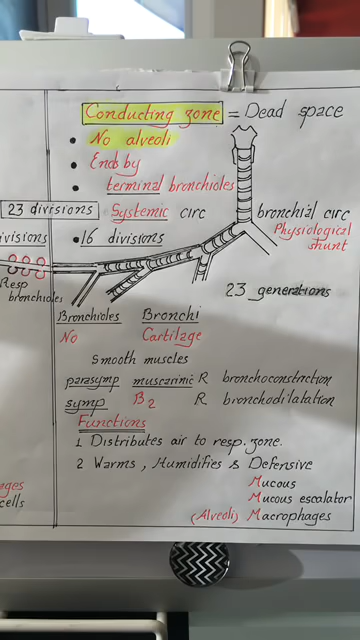 Conducting zone = Dead space
• No alveoli
• Ends by
• terminal bronchioles
23 divisions Systemic circ bronchial circ
Physiological
shunt
ivisions • 16 divisions
Resp
bronchioles
23 generations
Bronchioles Bronchi
No Cartilage
Smooth muscles
parasymp muscarinic R bronchoconstriction
symp B2 R bronchodilatation
Functions
1 Distributes air to resp. zone.
2 Warms, Humidifies & Defensive
Mucous
Mucous escalator
(Alveoli) Macrophages
ages
cells